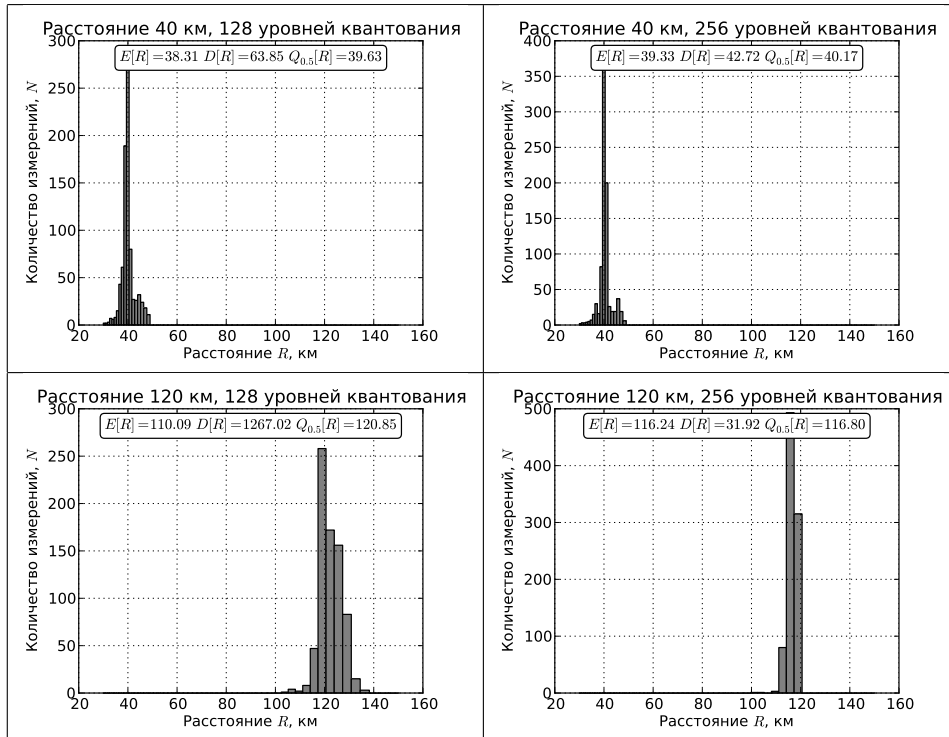 Расстояние 40 км, 128 уровней квантования
E[R] =38.31 D[R] =63.85 Q0.5[R] =39.63
300
250
200
150
100
50
0
Количество измерений, N
20 40 60 80 100 120 140 160
Расстояние R, км
Расстояние 40 км, 256 уровней квантования
E[R] =39.33 D[R] =42.72 Q0.5[R] =40.17
400
350
300
250
200
150
100
50
0
Количество измерений, N
20 40 60 80 100 120 140 160
Расстояние R, км
Расстояние 120 км, 128 уровней квантования
E[R] =110.09 D[R] =1267.02 Q0.5[R] =120.85
300
250
200
150
100
50
0
Количество измерений, N
20 40 60 80 100 120 140 160
Расстояние R, км
Расстояние 120 км, 256 уровней квантования
E[R] =116.24 D[R] =31.92 Q0.5[R] =116.80
500
400
300
200
100
0
Количество измерений, N
20 40 60 80 100 120 140 160
Расстояние R, км